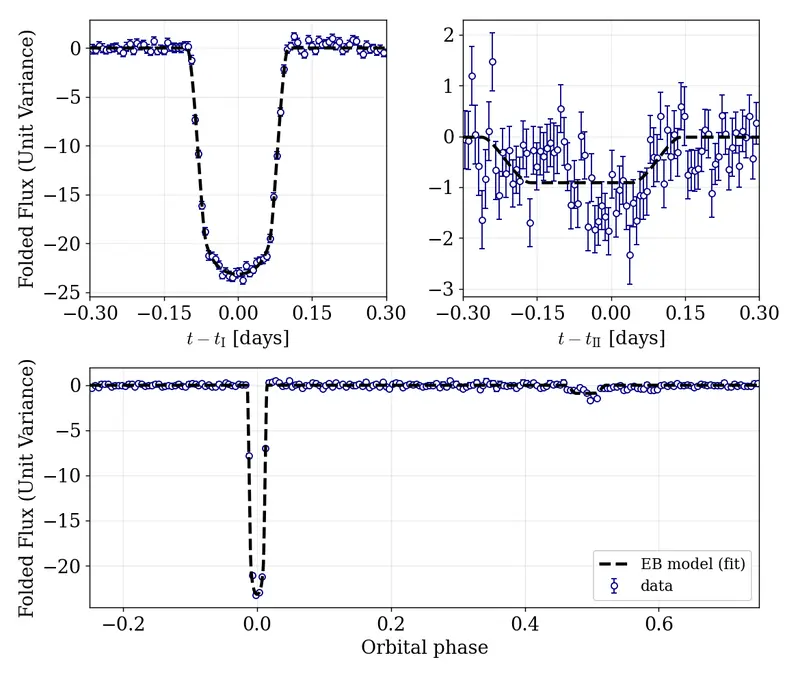 Folded Flux (Unit Variance)
0
−5
−10
−15
−20
−25
−0.30 −0.15 0.00 0.15 0.30
t − tI [days]
2
1
0
−1
−2
−3
−0.30 −0.15 0.00 0.15 0.30
t − tII [days]
Folded Flux (Unit Variance)
0
−5
−10
−15
−20
−0.2 0.0 0.2 0.4 0.6
Orbital phase
EB model (fit)
data